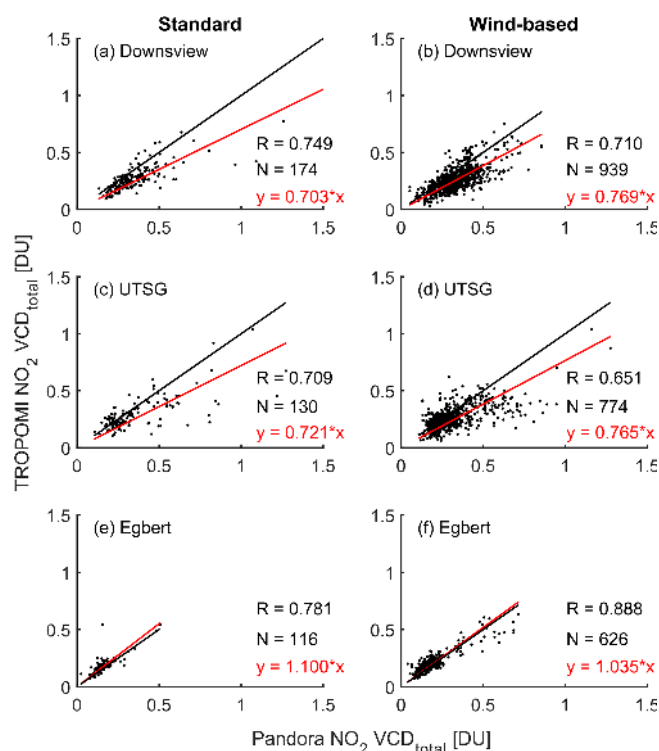 Standard
Wind-based
(a) Downsview
1.5
1
0.5
0
R = 0.749
N = 174
y = 0.703*x
0 0.5 1 1.5
(b) Downsview
1.5
1
0.5
0
R = 0.710
N = 939
y = 0.769*x
0 0.5 1 1.5
TROPOMI NO2 VCDtotal [DU]
(c) UTSG
1.5
1
0.5
0
R = 0.709
N = 130
y = 0.721*x
0 0.5 1 1.5
(d) UTSG
1.5
1
0.5
0
R = 0.651
N = 774
y = 0.765*x
0 0.5 1 1.5
(e) Egbert
1.5
1
0.5
0
R = 0.781
N = 116
y = 1.100*x
0 0.5 1 1.5
(f) Egbert
1.5
1
0.5
0
R = 0.888
N = 626
y = 1.035*x
0 0.5 1 1.5
Pandora NO2 VCDtotal [DU]